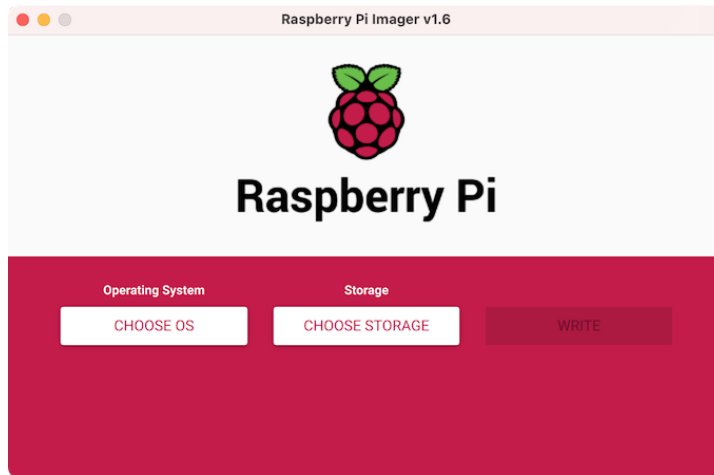 Raspberry Pi Imager v1.6
Raspberry Pi
Operating System
Storage
CHOOSE OS
CHOOSE STORAGE
WRITE